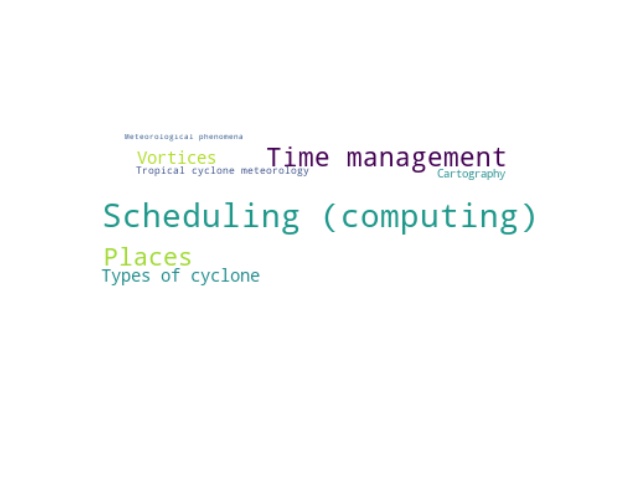 Meteorological phenomena
Vortices
Time management
Tropical cyclone meteorology
Cartography
Scheduling (computing)
Places
Types of cyclone